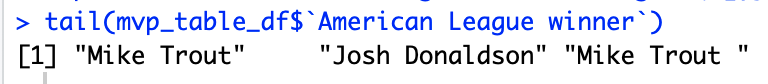 > tail(mvp_table_df$`American League winner`)
[1] "Mike Trout"     "Josh Donaldson" "Mike Trout "